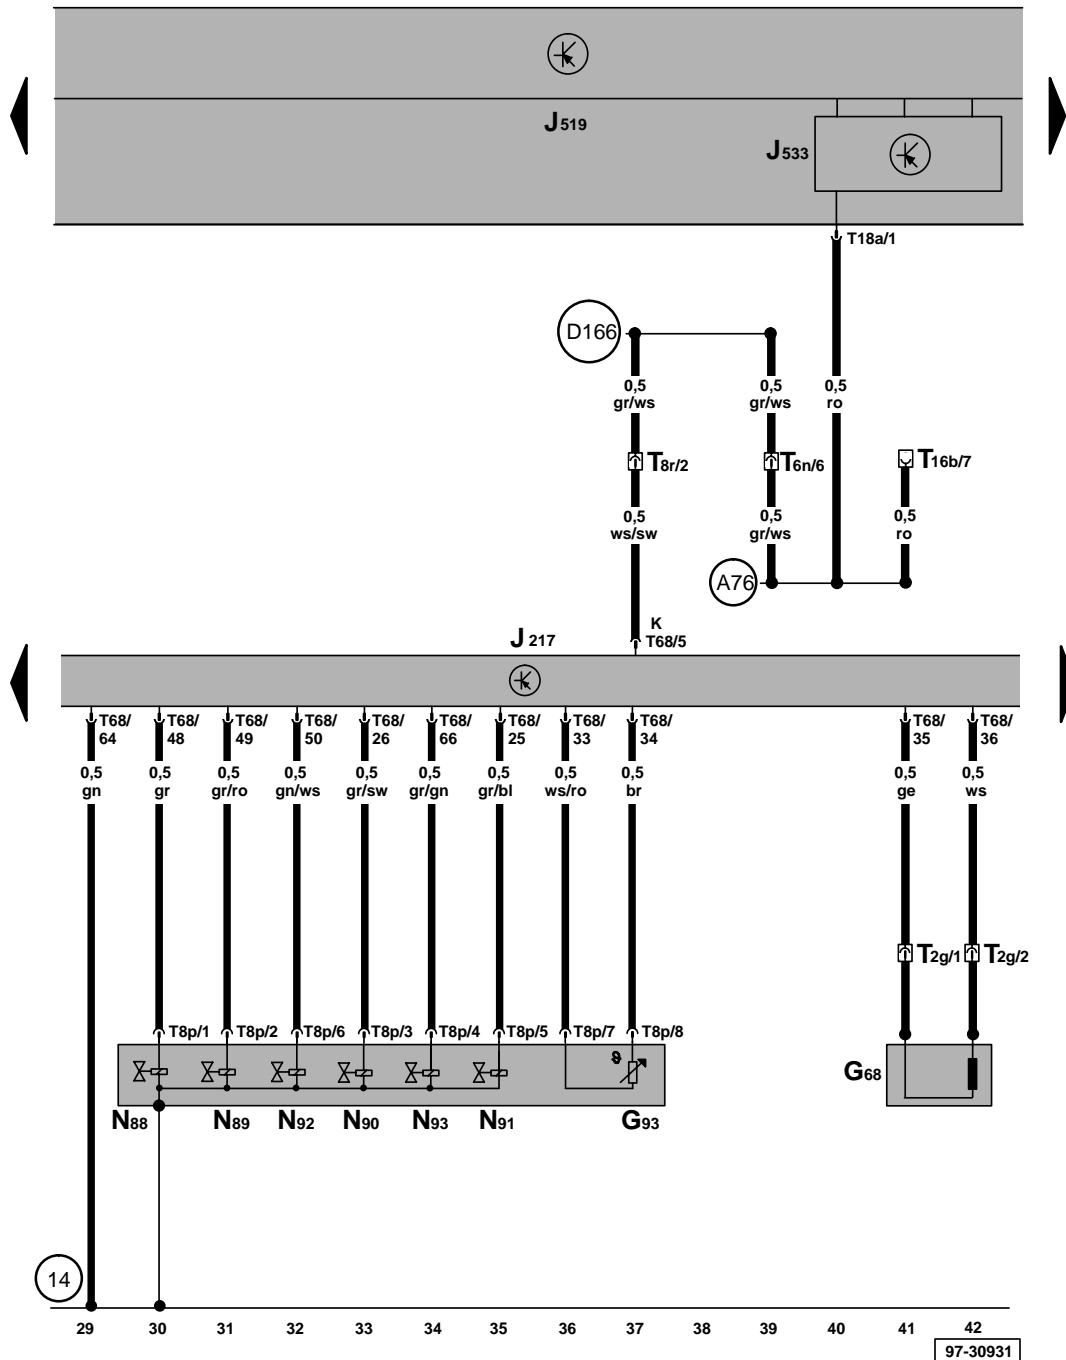 J519
J533
T18a/1
D166
0,5 0,5 0,5
gr/ws gr/ws ro
T8r/2 T6n/6 T16b/7
0,5 0,5 0,5
ws/sw gr/ws ro
A76
K
J 217 T68/5
T68/ T68/ T68/ T68/ T68/ T68/ T68/ T68/ T68/ T68/ T68/
64 48 49 50 26 66 25 33 34 35 36
0,5 0,5 0,5 0,5 0,5 0,5 0,5 0,5 0,5 0,5 0,5
gn gr gr/ro gn/ws gr/sw gr/gn gr/bl ws/ro br ge ws
T2g/1 T2g/2
T8p/1 T8p/2 T8p/6 T8p/3 T8p/4 T8p/5 T8p/7 T8p/8
ϑ
G68
N88 N89 N92 N90 N93 N91 G93
14
29 30 31 32 33 34 35 36 37 38 39 40 41 42
97-30931